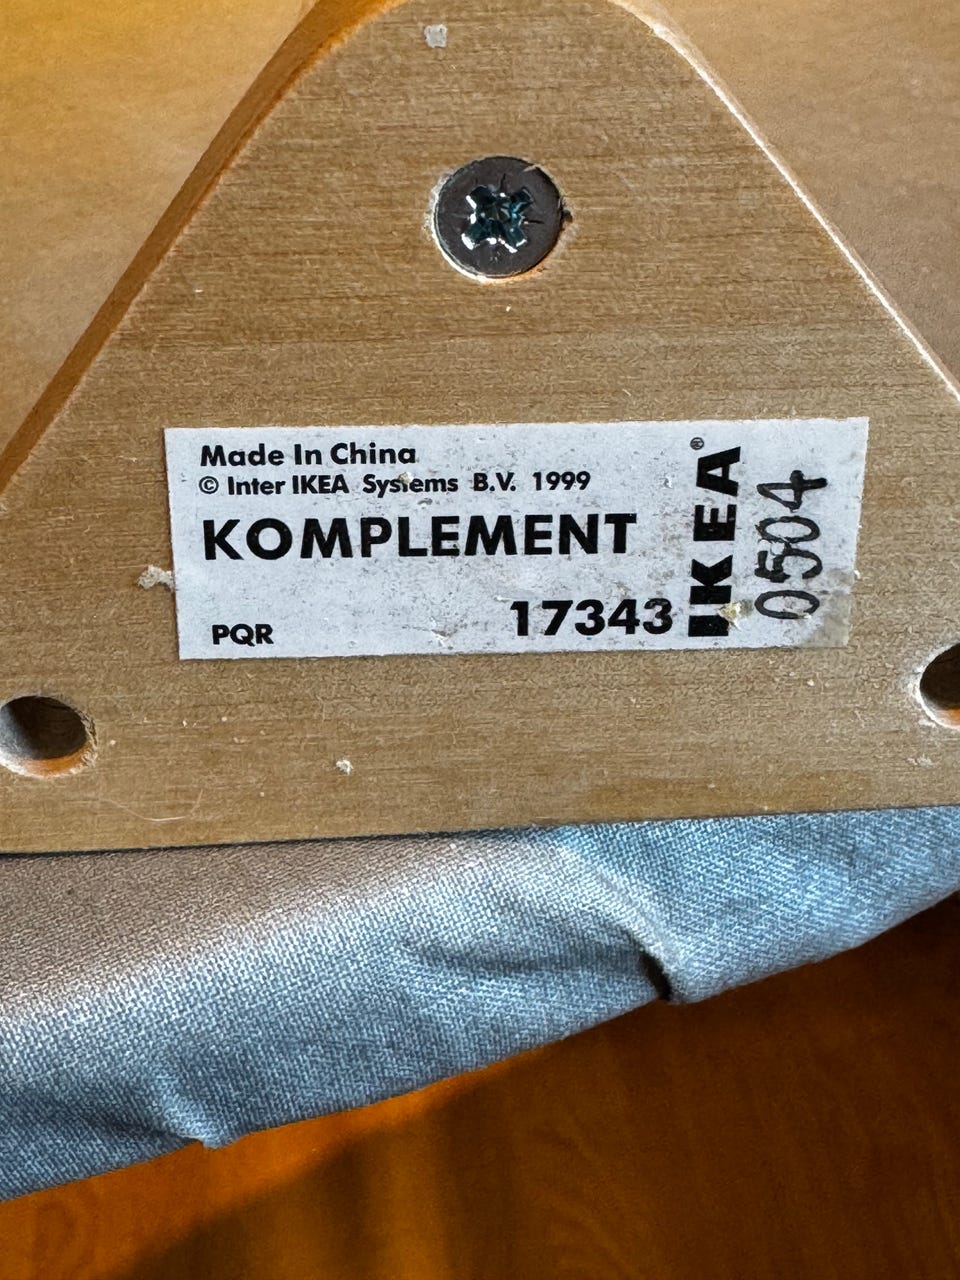 Made In China
© Inter IKEA Systems B.V. 1999
KOMPLEMENT
PQR
17343
IKEA®
0504